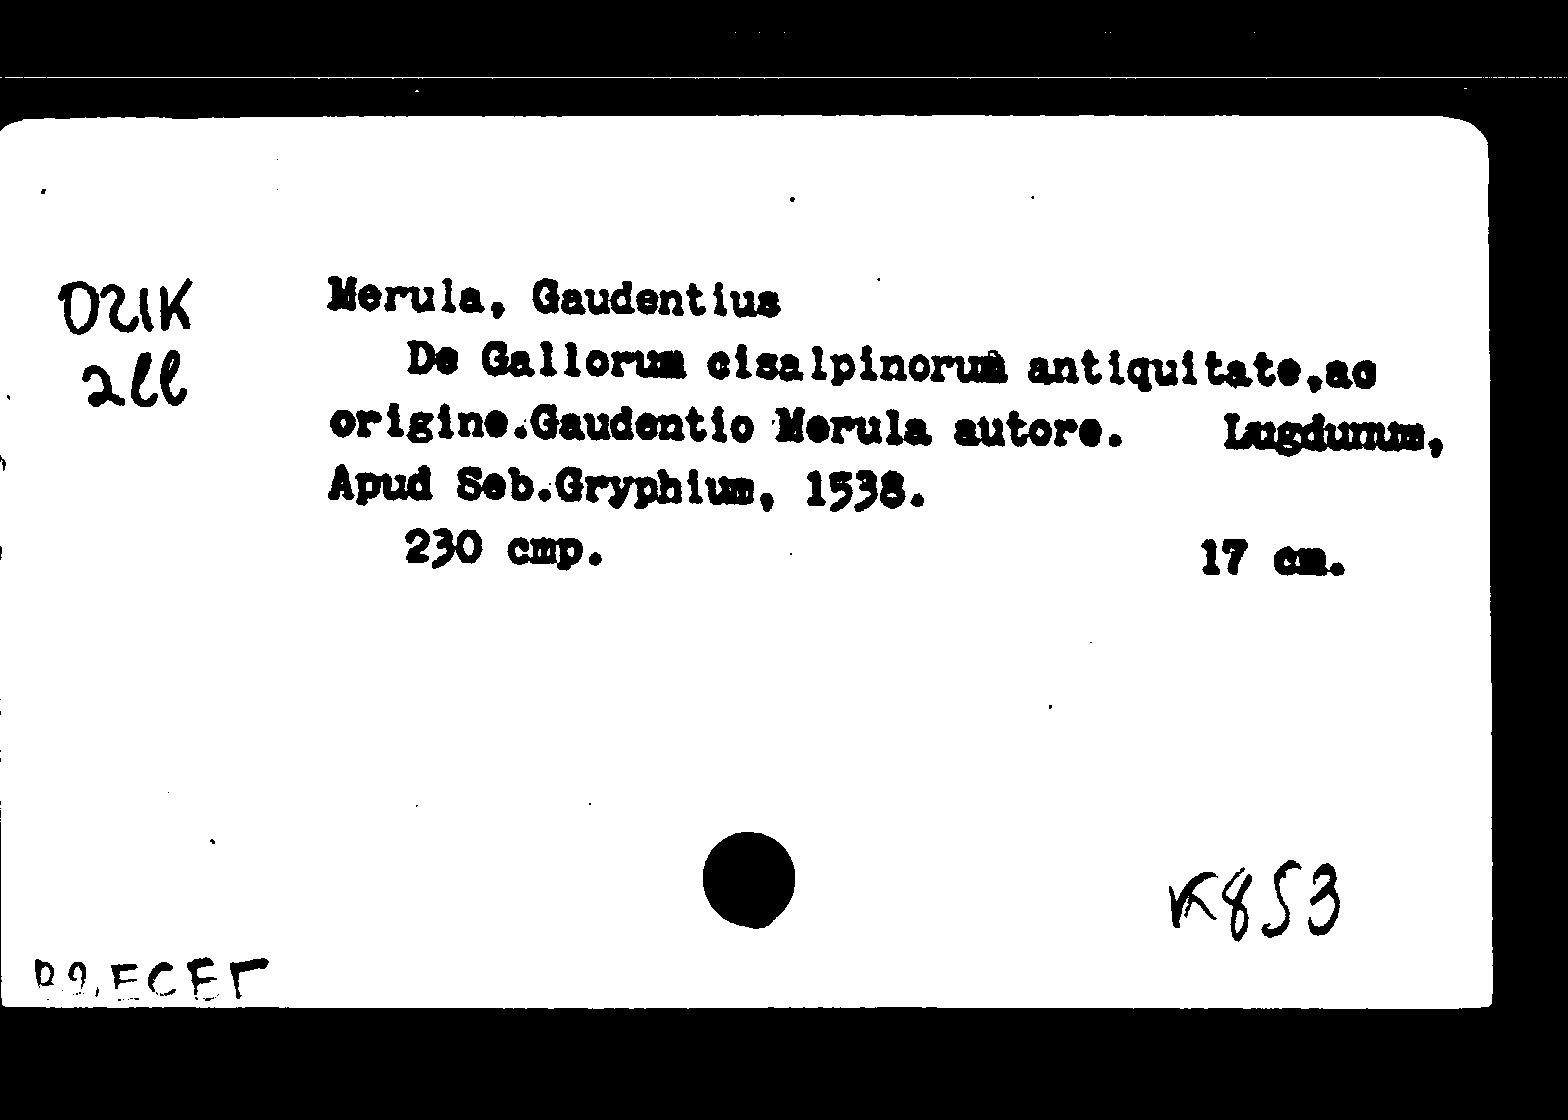 Merula, Gaudentius
De Gallorum cisalpinorum antiquitate,ac
origine.Gaudentio Merula autore. Lugdunum,
Apud Seb.Gryphium, 1538.
230 cmp. 17 cm.
K853